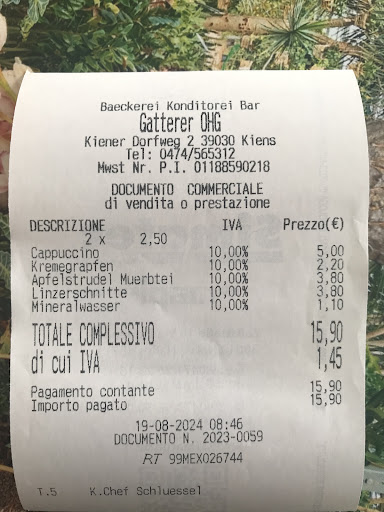 Baeckerei Konditorei Bar
Gatterer OHG
Kiener Dorfweg 2 39030 Kiens
Tel: 0474/565312
Mwst Nr. P.I. 01188590218
DOCUMENTO COMMERCIALE
di vendita o prestazione
DESCRIZIONE IVA Prezzo(€)
2 x 2,50
Cappuccino 10,00% 5,00
Kremegrapfen 10,00% 2,20
Apfelstrudel Muerbtei 10,00% 3,80
Linzerschnitte 10,00% 3,80
Mineralwasser 10,00% 1,10
TOTALE COMPLESSIVO 15,90
di cui IVA 1,45
Pagamento contante 15,90
Importo pagato 15,90
19-08-2024 08:46
DOCUMENTO N. 2023-0059
RT 99MEX026744
T.5 K.Chef Schluessel